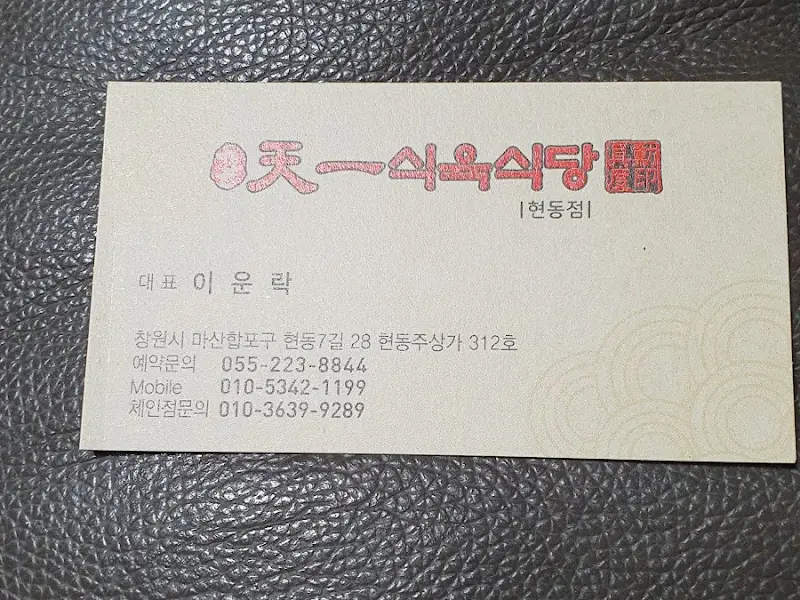 天一식육식당
|현동점|
대표 이운락
창원시 마산합포구 현동7길 28 현동주상가 312호
예약문의 055-223-8844
Mobile 010-5342-1199
체인점문의 010-3639-9289